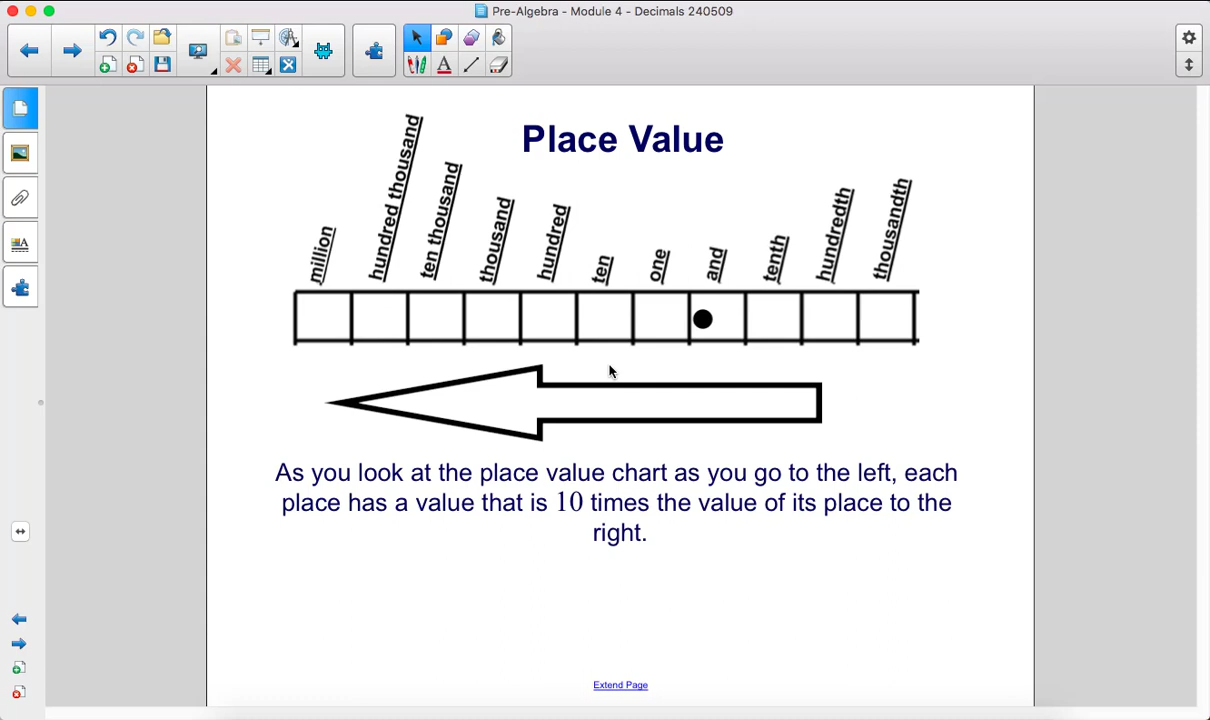 Pre-Algebra - Module 4 - Decimals 240509
Place Value
million
hundred thousand
ten thousand
thousand
hundred
ten
one
and
tenth
hundredth
thousandth
As you look at the place value chart as you go to the left, each
place has a value that is 10 times the value of its place to the
right.
Extend Page